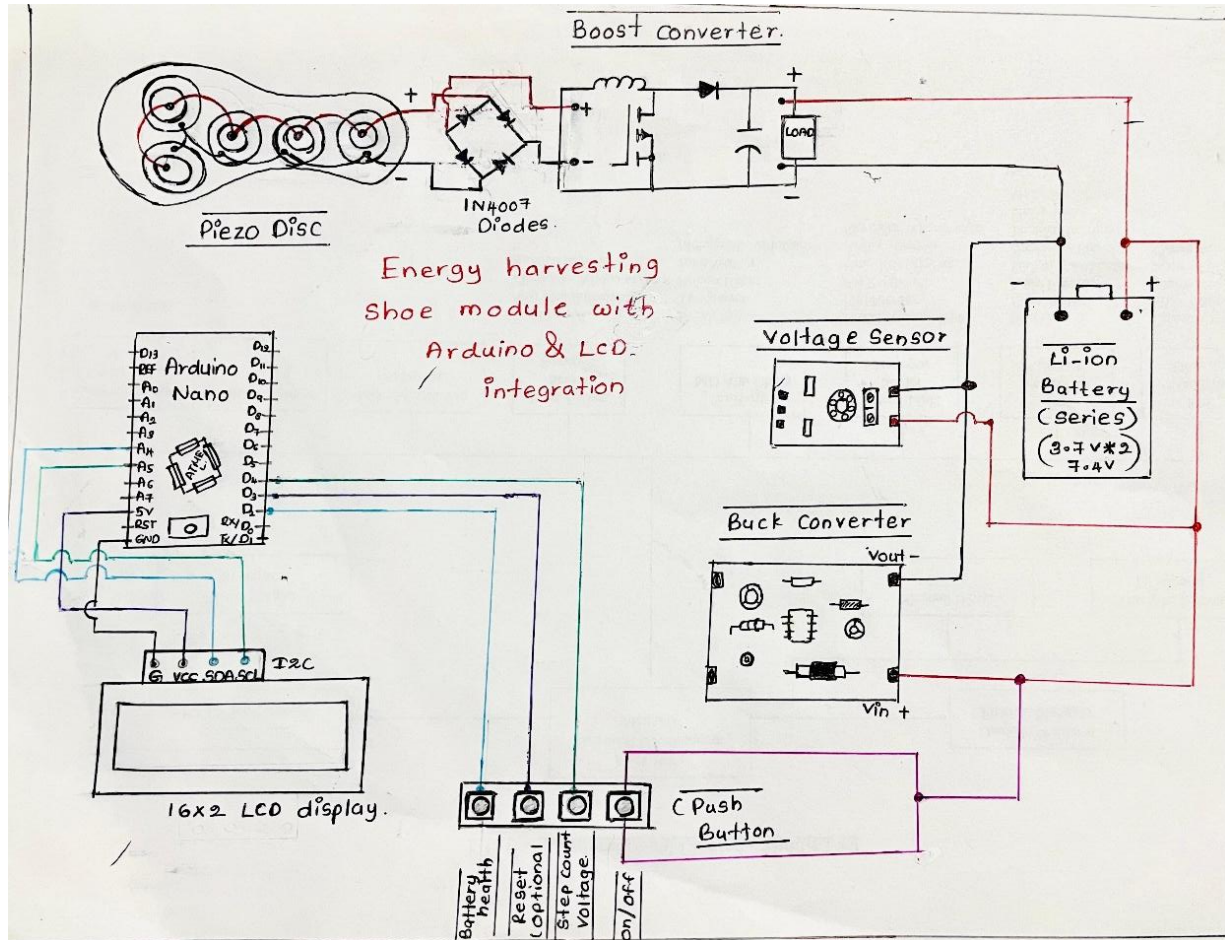 Boost Converter.
+
-
Piezo Disc
1N4007
Diodes.
+
-
+
LOAD
-
Energy harvesting
Shoe module with
Arduino & LCD
integration
Voltage Sensor
-
+
Li-ion
Battery
(Series)
(3.7V*2)
7.4V
Arduino
Nano
ATMEL
D13
REF
A0
A1
A2
A3
A4
A5
A6
A7
5V
RST
GND
D12
D11
D10
D9
D8
D7
D6
D5
D4
D3
D2
RX/D0
TX/D1
Buck Converter
Vout -
Vin +
G VCC SDA SCL
I2C
16x2 LCD display.
(Push
Button
Battery
health
Reset
(optional
Step count
Voltage
on/off